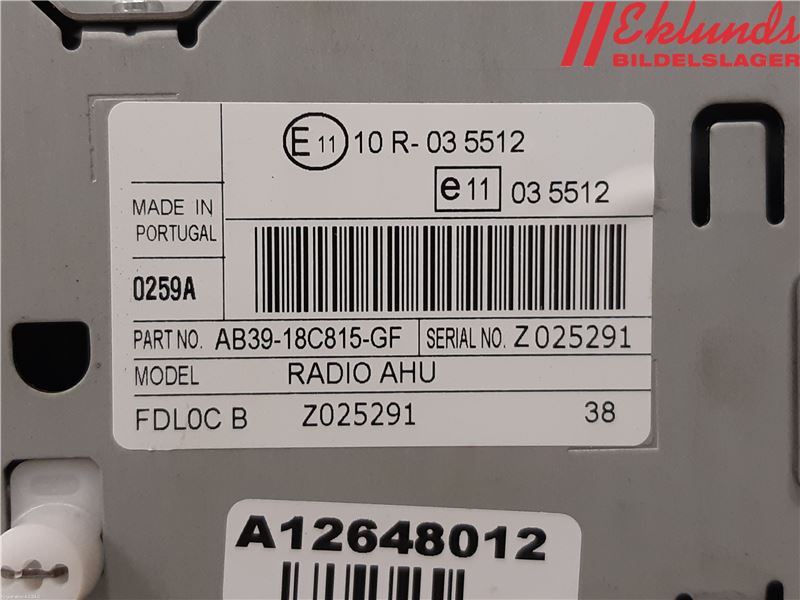 Eklunds
BILDELSLAGER
E 11 10 R- 03 5512
e 11 03 5512
MADE IN
PORTUGAL
0259A
PART NO. AB39-18C815-GF SERIAL NO. Z025291
MODEL RADIO AHU
FDLOC B Z025291 38
A12648012